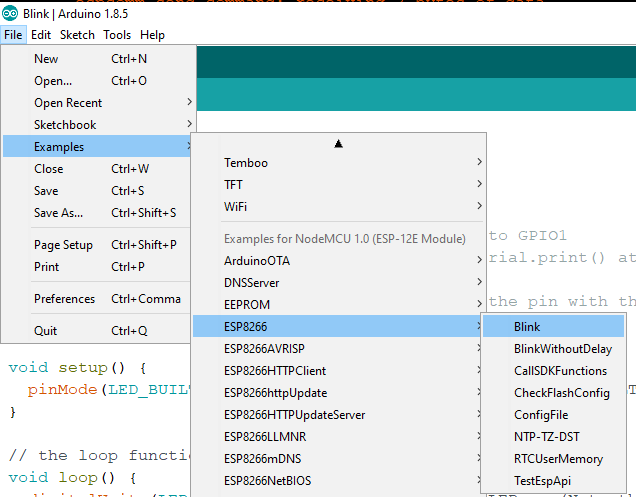 Blink | Arduino 1.8.5
File Edit Sketch Tools Help
New Ctrl+N
Open... Ctrl+O
Open Recent
Sketchbook
Examples
Close Ctrl+W
Save Ctrl+S
Save As... Ctrl+Shift+S
Page Setup Ctrl+Shift+P
Print Ctrl+P
Preferences Ctrl+Comma
Quit Ctrl+Q
Temboo
TFT
WiFi
Examples for NodeMCU 1.0 (ESP-12E Module)
ArduinoOTA
DNSServer
EEPROM
ESP8266
ESP8266AVRISP
ESP8266HTTPClient
ESP8266httpUpdate
ESP8266HTTPUpdateServer
ESP8266LLMNR
ESP8266mDNS
ESP8266NetBIOS
Blink
BlinkWithoutDelay
CallSDKFunctions
CheckFlashConfig
ConfigFile
NTP-TZ-DST
RTCUserMemory
TestEspApi
to GPIO1
rial.print() at
the pin with th
void setup() {
pinMode(LED_BUILT
}
// the loop function
void loop() {